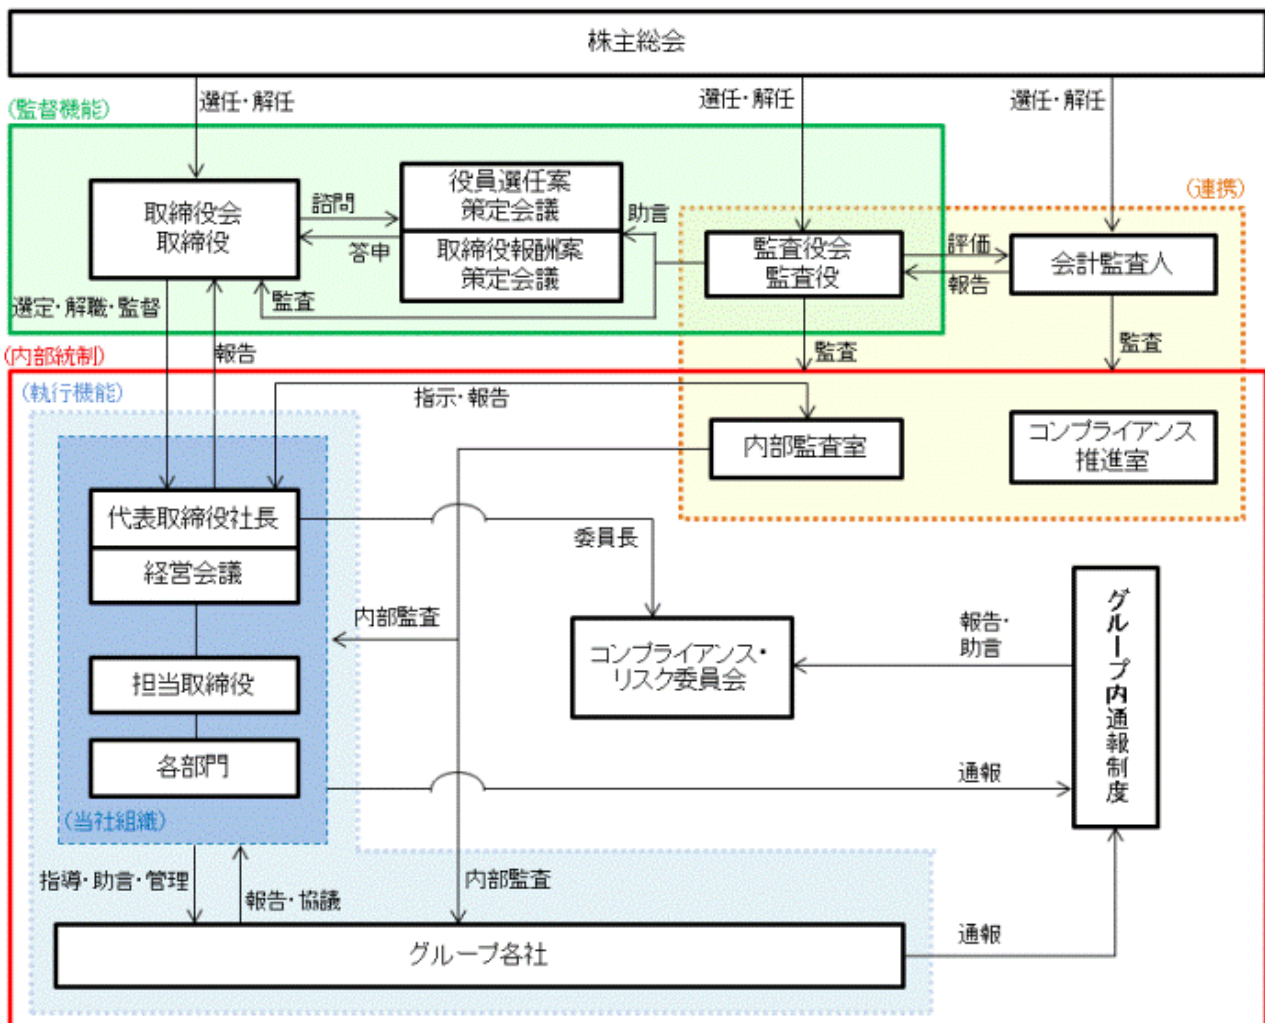 株主総会
選任・解任
選任・解任
選任・解任
(監督機能)
(連携)
取締役会
取締役
諮問
答申
役員選任案
策定会議
取締役報酬案
策定会議
助言
監査役会
監査役
評価
報告
会計監査人
監査
選定・解職・監督
報告
監査
監査
(内部統制)
(執行機能)
指示・報告
内部監査室
コンプライアンス
推進室
代表取締役社長
経営会議
委員長
内部監査
コンプライアンス・
リスク委員会
報告・
助言
グループ内通報制度
担当取締役
各部門
通報
(当社組織)
指導・助言・管理
報告・協議
内部監査
グループ各社
通報